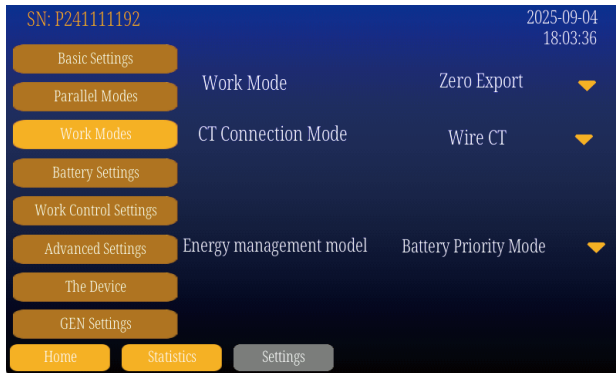 SN: P241111192
2025-09-04
18:03:36
Basic Settings
Parallel Modes
Work Modes
Battery Settings
Work Control Settings
Advanced Settings
The Device
GEN Settings
Work Mode
Zero Export
CT Connection Mode
Wire CT
Energy management model
Battery Priority Mode
Home
Statistics
Settings